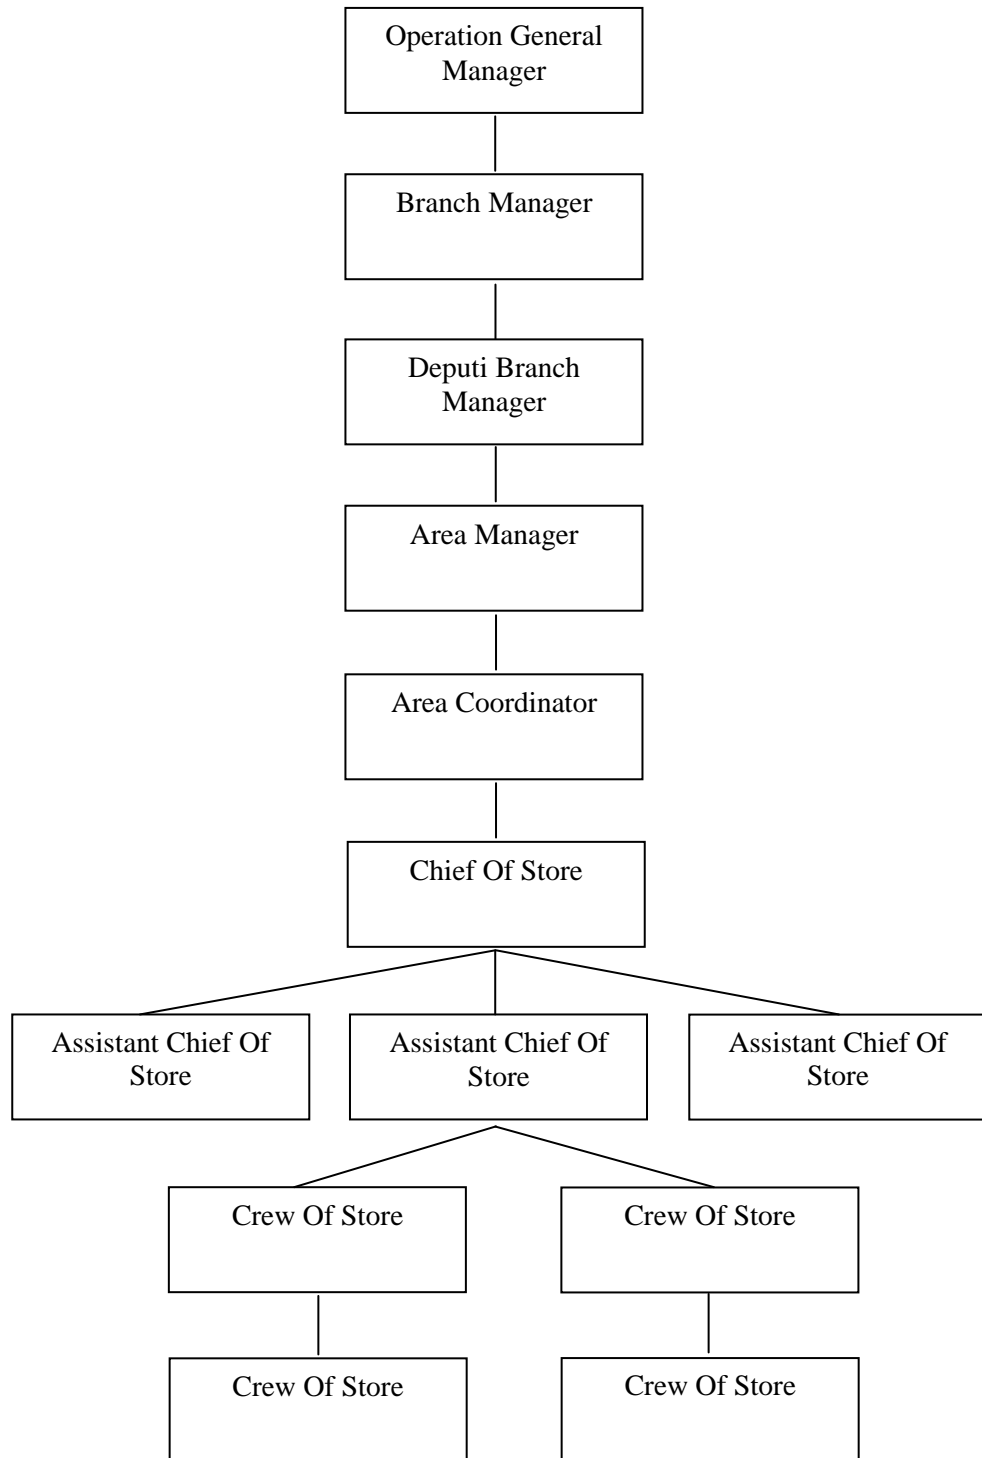 Operation General
Manager
Branch Manager
Deputi Branch
Manager
Area Manager
Area Coordinator
Chief Of Store
Assistant Chief Of
Store
Assistant Chief Of
Store
Assistant Chief Of
Store
Crew Of Store
Crew Of Store
Crew Of Store
Crew Of Store